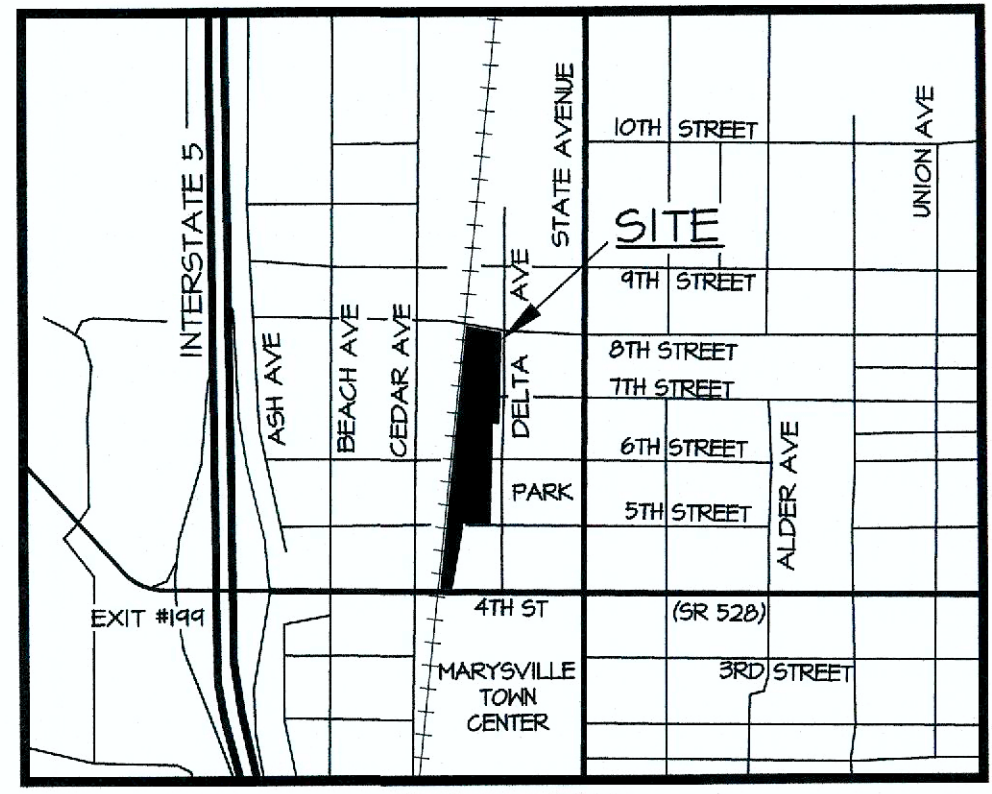 10TH STREET
UNION AVE
STATE AVENUE
INTERSTATE 5
SITE
9TH STREET
DELTA AVE
8TH STREET
ASH AVE
BEACH AVE
CEDAR AVE
7TH STREET
6TH STREET
ALDER AVE
PARK
5TH STREET
EXIT #199
4TH ST
(SR 528)
3RD STREET
MARYSVILLE
TOWN
CENTER